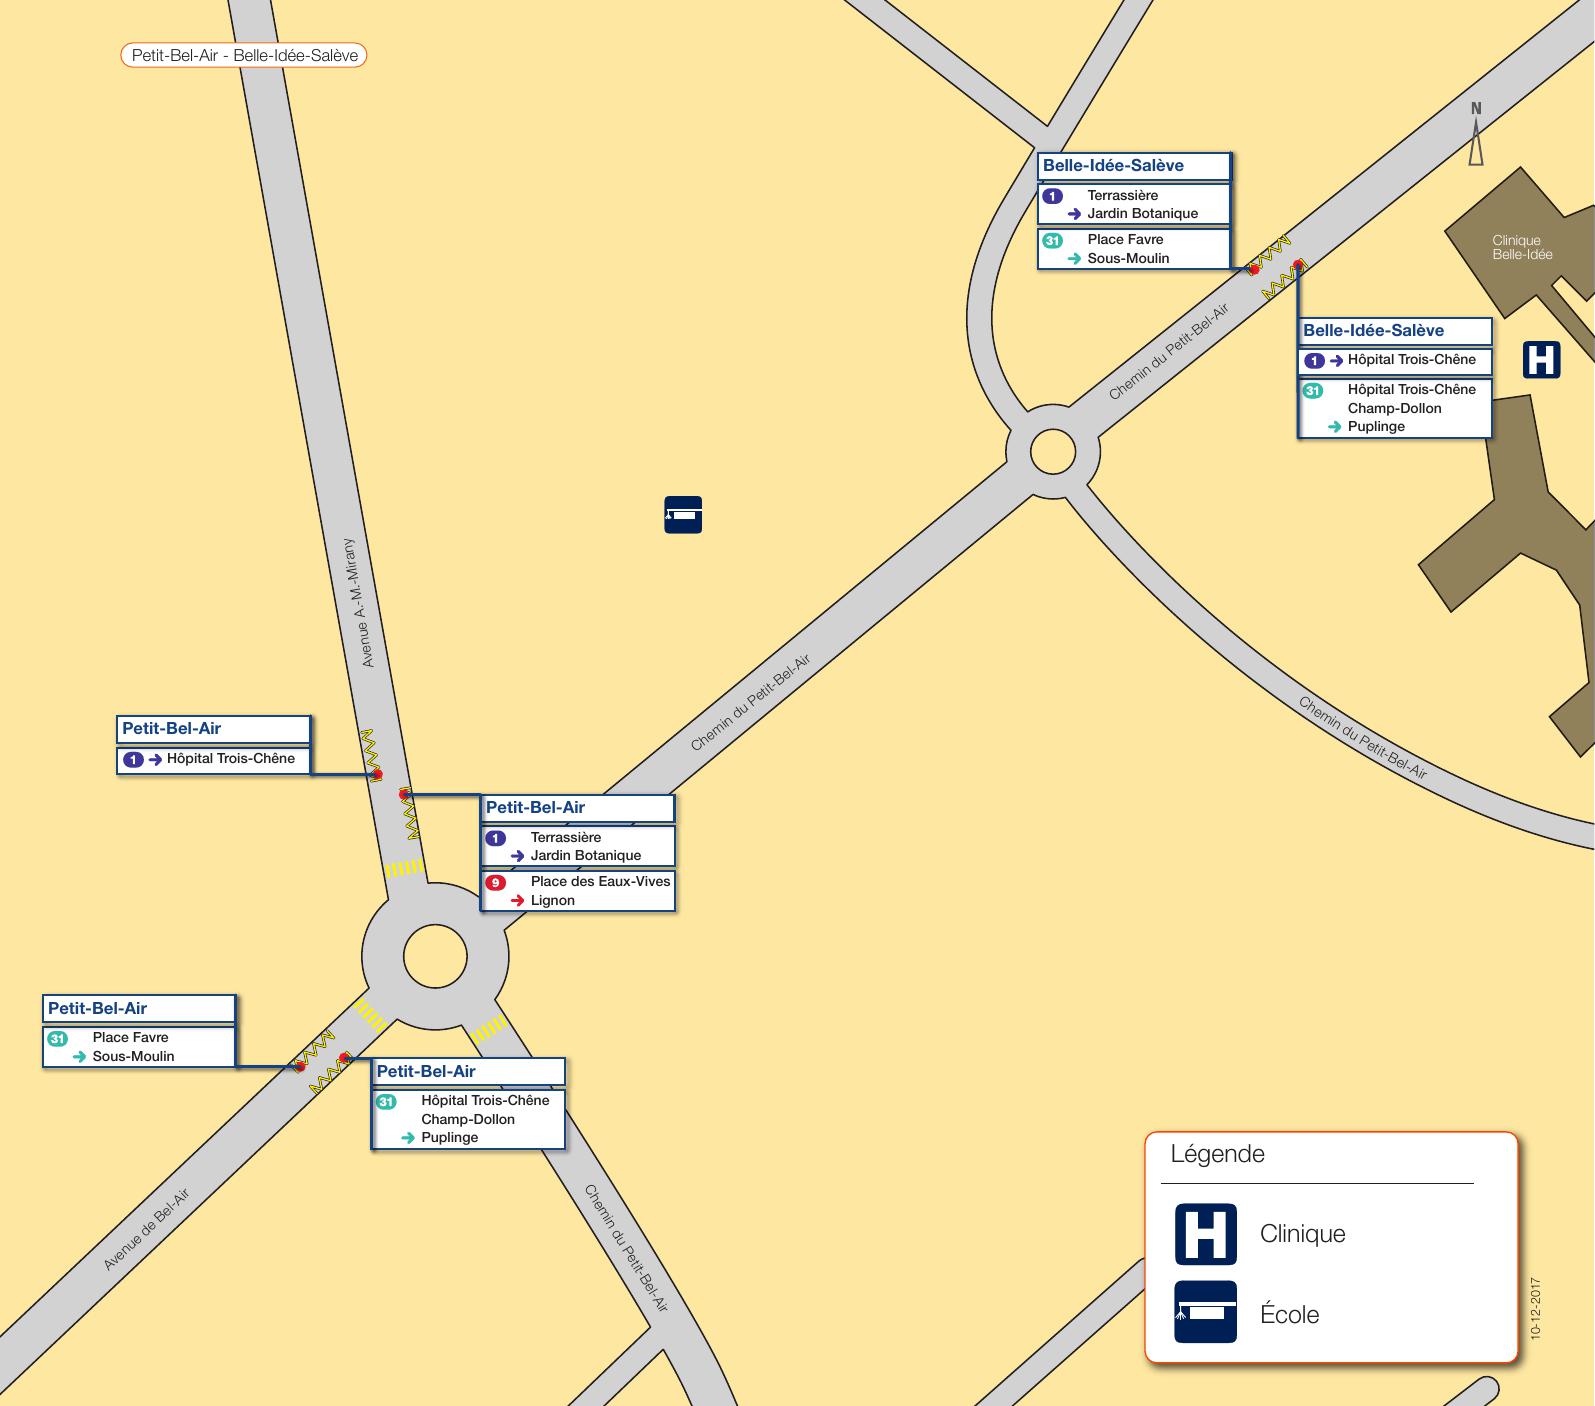 Petit-Bel-Air - Belle-Idée-Salève
N
Belle-Idée-Salève
1 Terrassière
Jardin Botanique
31 Place Favre
Sous-Moulin
Clinique
Belle-Idée
Chemin du Petit-Bel-Air
Belle-Idée-Salève
1 Hôpital Trois-Chêne
31 Hôpital Trois-Chêne
Champ-Dollon
Puplinge
H
Avenue A.-M.-Mirany
Chemin du Petit-Bel-Air
Chemin du Petit-Bel-Air
Petit-Bel-Air
1 Hôpital Trois-Chêne
Petit-Bel-Air
1 Terrassière
Jardin Botanique
9 Place des Eaux-Vives
Lignon
Petit-Bel-Air
31 Place Favre
Sous-Moulin
Petit-Bel-Air
31 Hôpital Trois-Chêne
Champ-Dollon
Puplinge
Avenue de Bel-Air
Chemin du Petit-Bel-Air
Légende
H Clinique
École
10-12-2017